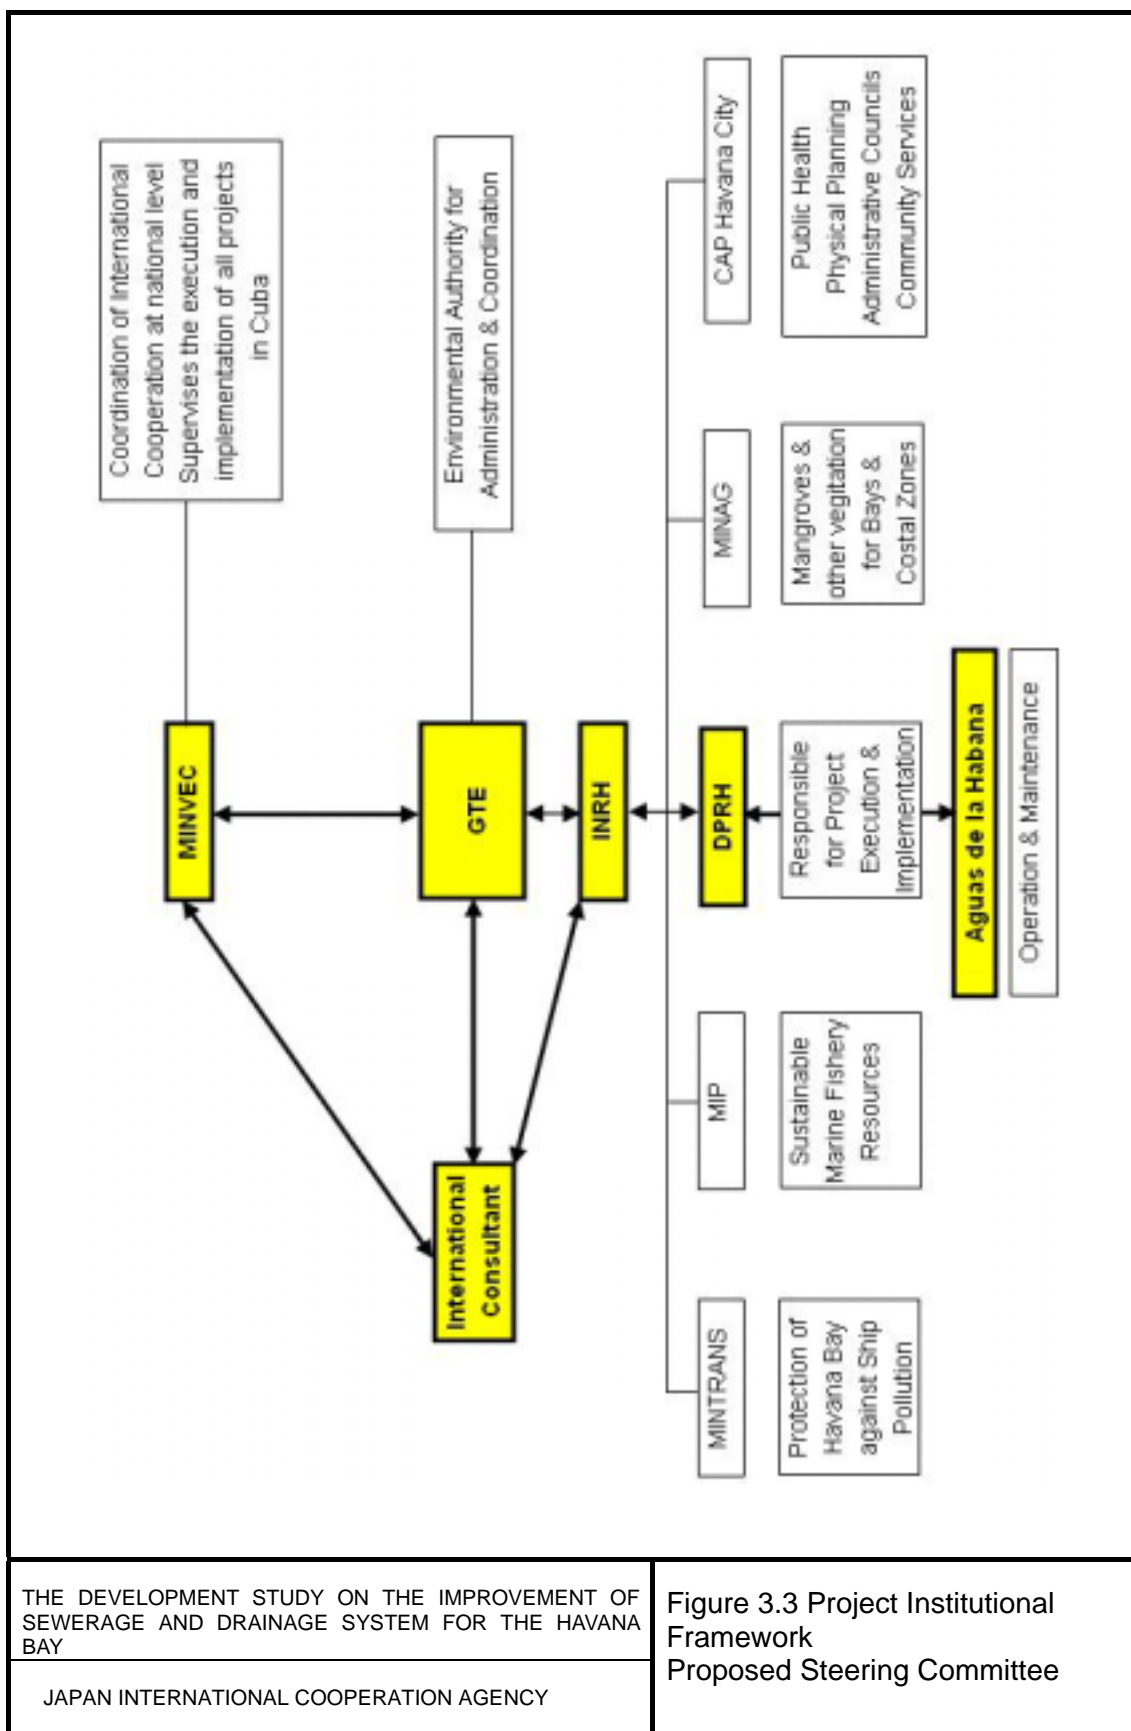 MINVEC
Coordination of International
Cooperation at national level
Supervises the execution and
implementation of all projects
in Cuba
International
Consultant
GTE
Environmental Authority for
Administration & Coordination
INRH
MINTRANS
MIP
DPRH
MINAG
CAP Havana City
Protection of
Havana Bay
against Ship
Pollution
Sustainable
Marine Fishery
Resources
Responsible
for Project
Execution &
Implementation
Mangroves &
other vegitation
for Bays &
Costal Zones
Public Health
Physical Planning
Administrative Councils
Community Services
Aguas de la Habana
Operation & Maintenance
THE DEVELOPMENT STUDY ON THE IMPROVEMENT OF
SEWERAGE AND DRAINAGE SYSTEM FOR THE HAVANA
BAY
JAPAN INTERNATIONAL COOPERATION AGENCY
Figure 3.3 Project Institutional
Framework
Proposed Steering Committee